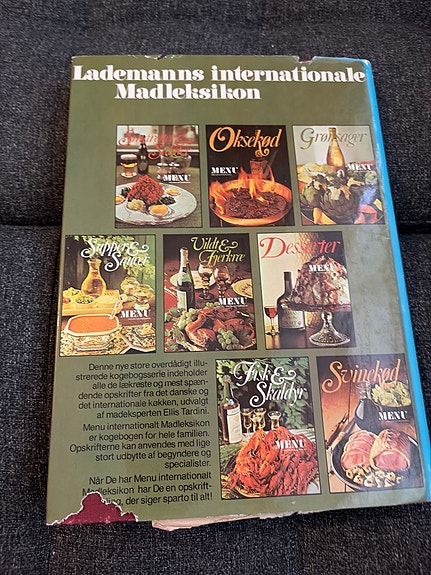 Lademanns internationale
Madleksikon
Oksekød
MENU
Grønsager
MENU
MENU
Supper &
Saucer
MENU
Vildt &
Fjerkræ
MENU
Desserter
MENU
Fisk &
Skaldyr
MENU
Svinekød
MENU
Denne nye store overdådigt illu-
strerede kogebogsserie indeholder
alle de lækreste og mest spæn-
dende opskrifter fra det danske og
det internationale køkken, udvalgt
af madeksperten Ellis Tardini.
Menu internationalt Madleksikon
er kogebogen for hele familien.
Opskrifterne kan anvendes med lige
stort udbytte af begyndere og
specialister.
Når De har Menu internationalt
Madleksikon har De en opskrift-
der siger sparto til alt!